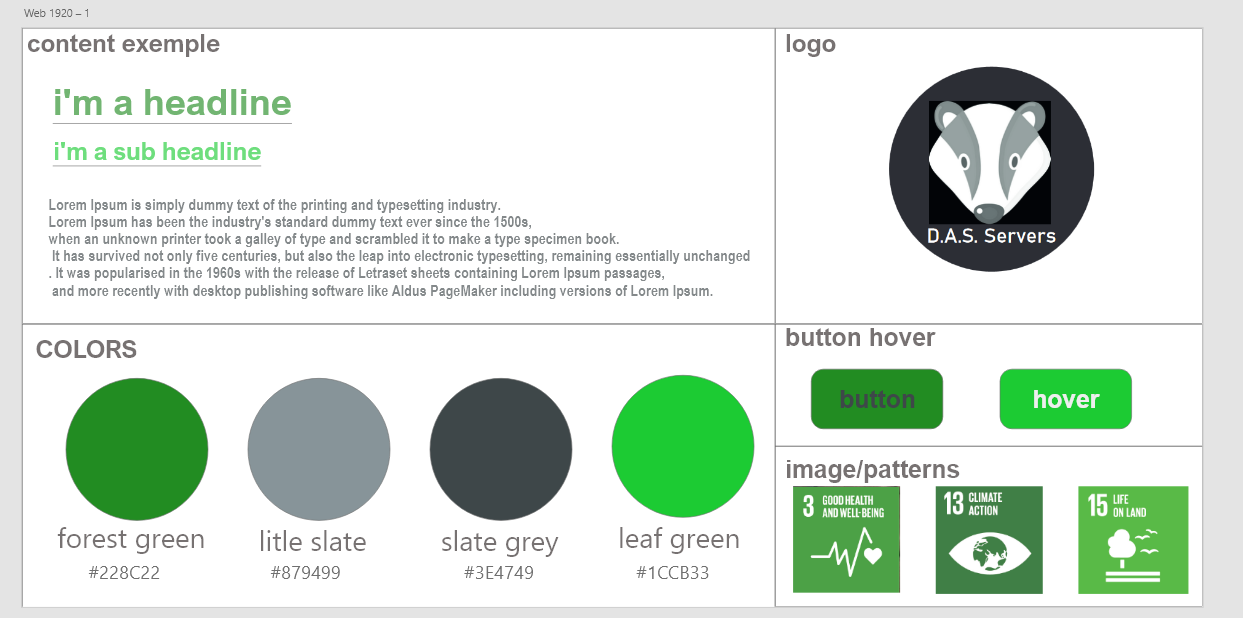 Web 1920 – 1
content exemple
i'm a headline
i'm a sub headline
Lorem Ipsum is simply dummy text of the printing and typesetting industry.
Lorem Ipsum has been the industry's standard dummy text ever since the 1500s,
when an unknown printer took a galley of type and scrambled it to make a type specimen book.
It has survived not only five centuries, but also the leap into electronic typesetting, remaining essentially unchanged
. It was popularised in the 1960s with the release of Letraset sheets containing Lorem Ipsum passages,
and more recently with desktop publishing software like Aldus PageMaker including versions of Lorem Ipsum.
logo
D.A.S. Servers
COLORS
forest green
#228C22
litle slate
#879499
slate grey
#3E4749
leaf green
#1CCB33
button hover
button
hover
image/patterns
3 GOOD HEALTH
AND WELL-BEING
13 CLIMATE
ACTION
15 LIFE
ON LAND